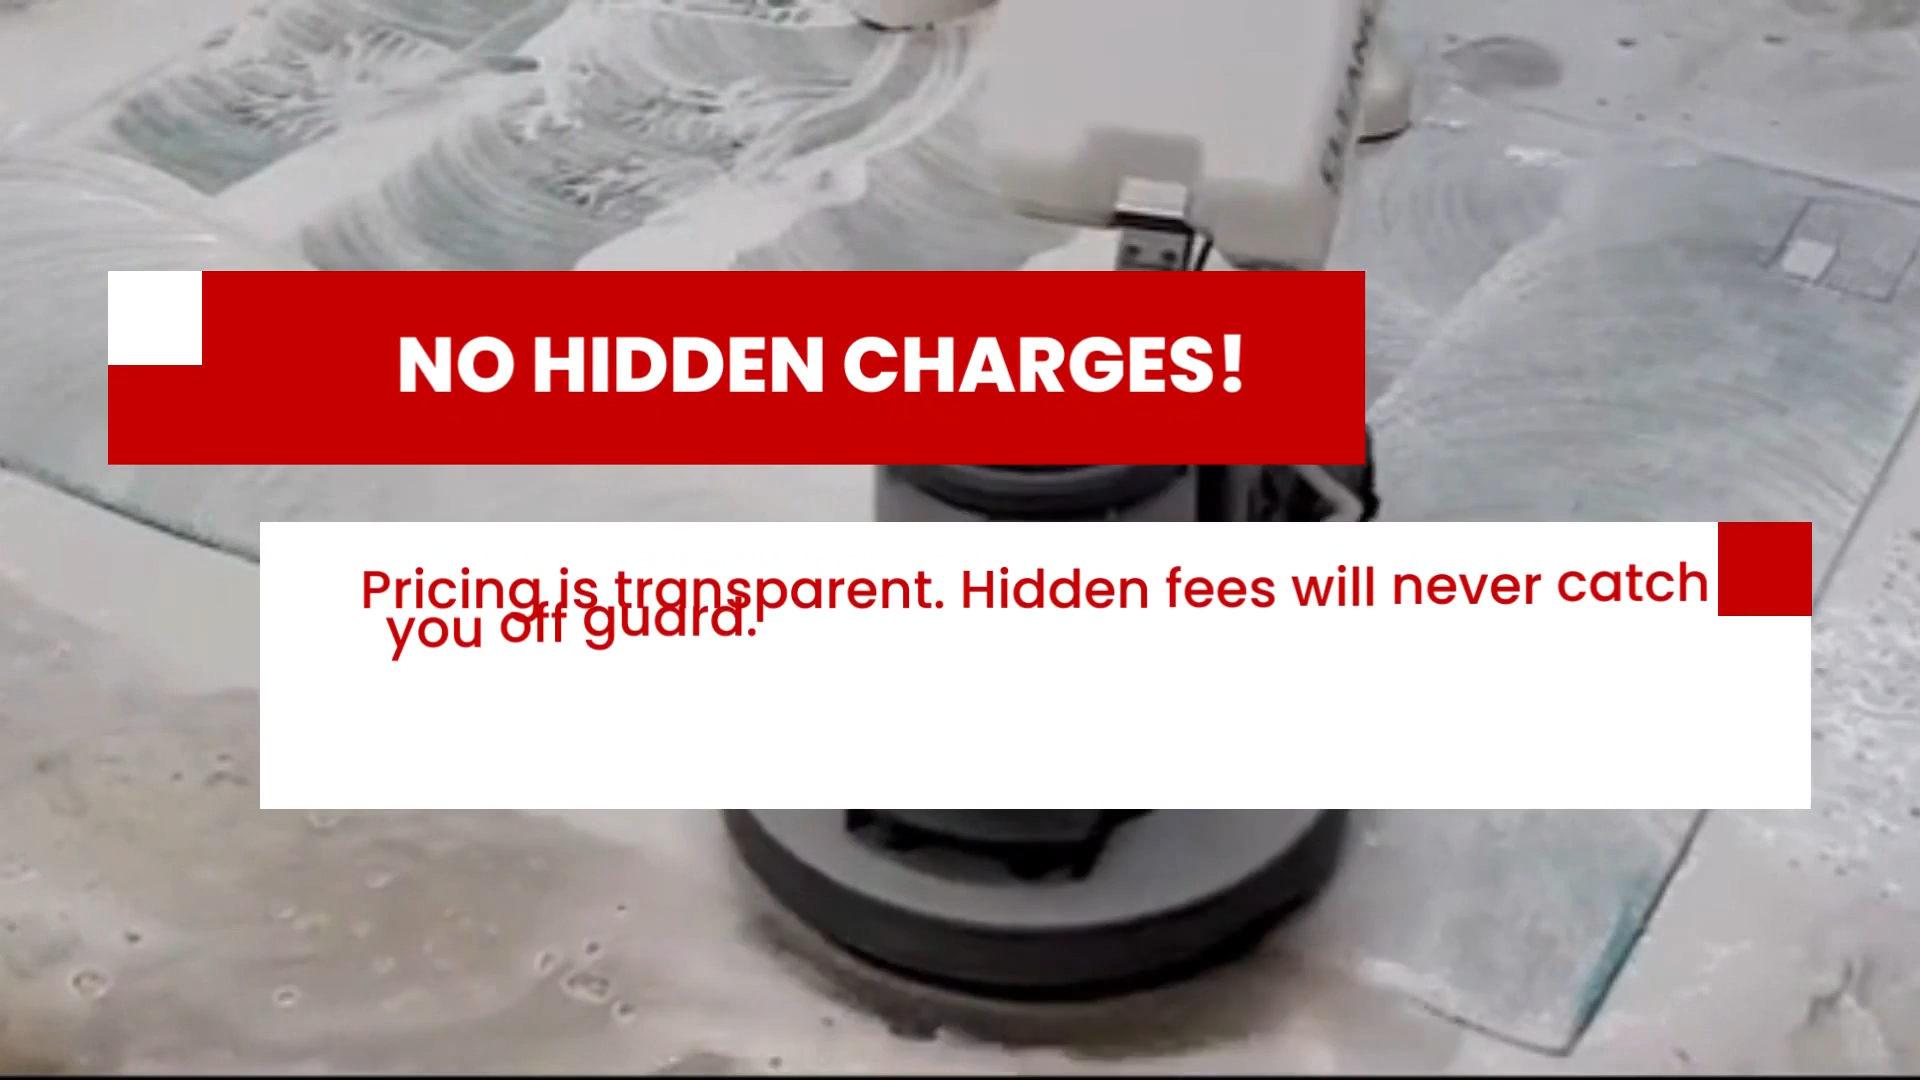 NO HIDDEN CHARGES!
Pricing is transparent. Hidden fees will never catch
you off guard.